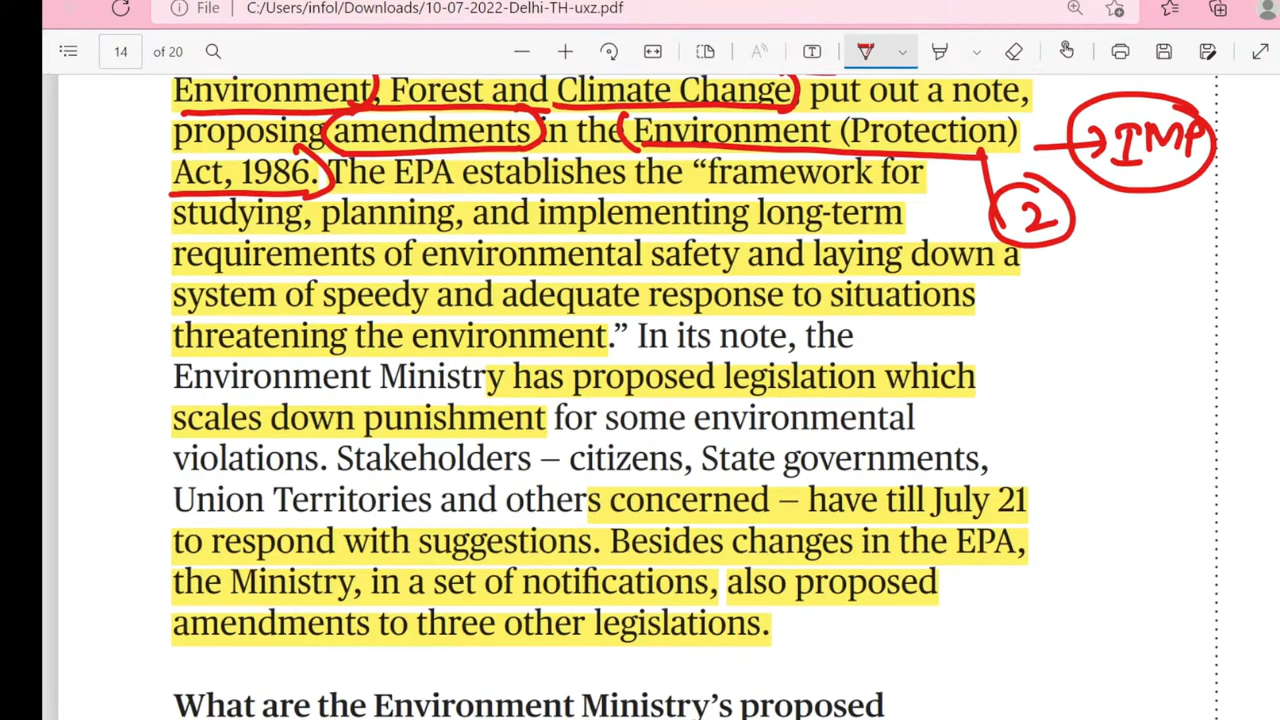 File C:/Users/infol/Downloads/10-07-2022-Delhi-TH-uxz.pdf
14 of 20
Environment, Forest and Climate Change) put out a note,
proposing amendments in the Environment (Protection)
IMP
Act, 1986. The EPA establishes the “framework for
studying, planning, and implementing long-term
2
requirements of environmental safety and laying down a
system of speedy and adequate response to situations
threatening the environment.” In its note, the
Environment Ministry has proposed legislation which
scales down punishment for some environmental
violations. Stakeholders – citizens, State governments,
Union Territories and others concerned – have till July 21
to respond with suggestions. Besides changes in the EPA,
the Ministry, in a set of notifications, also proposed
amendments to three other legislations.
What are the Environment Ministry’s proposed